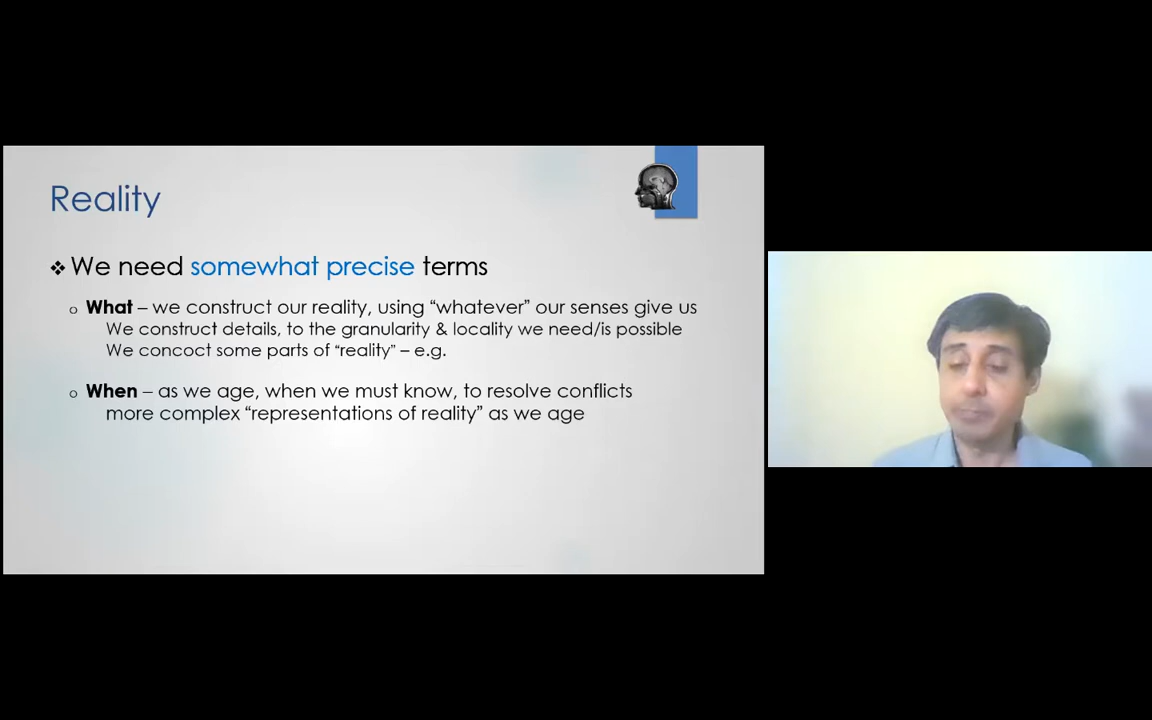 Reality
We need somewhat precise terms
What – we construct our reality, using “whatever” our senses give us
We construct details, to the granularity & locality we need/is possible
We concoct some parts of “reality” – e.g.
When – as we age, when we must know, to resolve conflicts
more complex “representations of reality” as we age